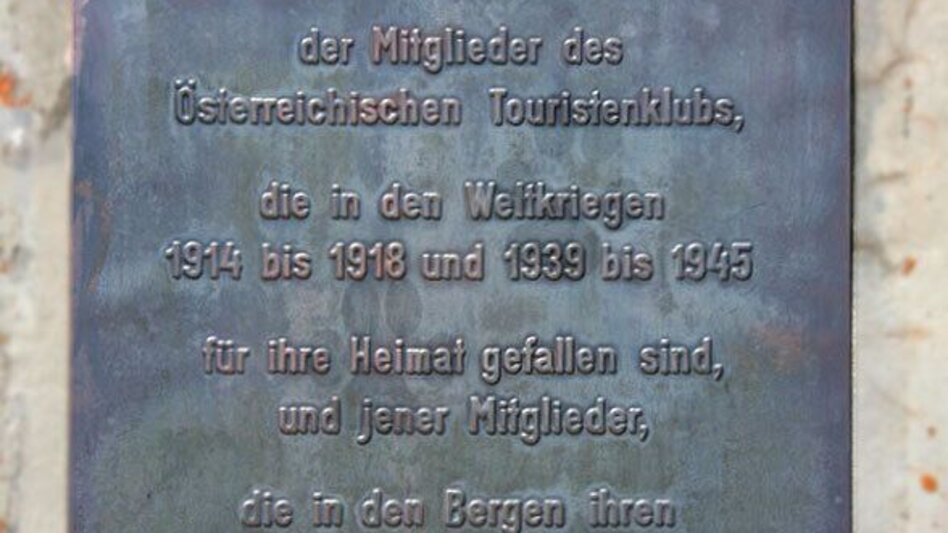 der Mitglieder des
Österreichischen Touristenklubs,
die in den Weltkriegen
1914 bis 1918 und 1939 bis 1945
für ihre Heimat gefallen sind,
und jener Mitglieder,
die in den Bergen ihren